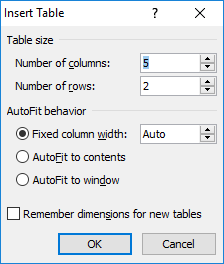 Insert Table
Table size
Number of columns: 5
Number of rows: 2
AutoFit behavior
Fixed column width: Auto
AutoFit to contents
AutoFit to window
Remember dimensions for new tables
OK Cancel